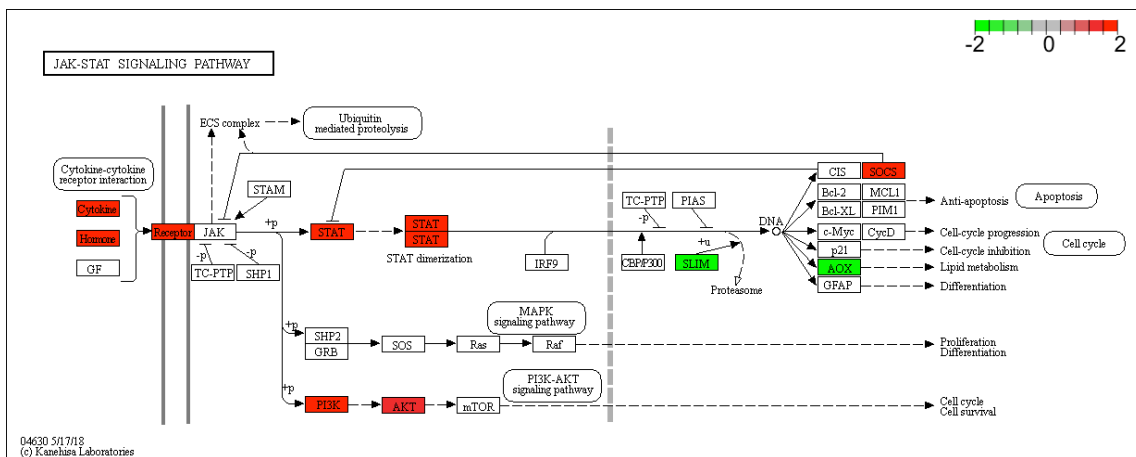 -2 0 2
JAK-STAT SIGNALING PATHWAY
Ubiquitin
mediated proteolysis
ECS complex
Cytokine-cytokine
receptor interaction
STAM
CIS SOCS
Bcl-2 MCL1
Anti-apoptosis
Apoptosis
Bcl-XL PIM1
TC-PTP PIAS
Cytokine
Hormore
GF
Receptor
JAK
+p
STAT
STAT
STAT
STAT dimerization
-p
DNA
c-Myc CycD
Cell-cycle progression
Cell cycle
p21
Cell-cycle inhibition
-p
-p
TC-PTP SHP1
IRF9
CBP/P300
+u
SLIM
AOX
Lipid metabolism
GFAP
Differentiation
Proteasome
MAPK
signaling pathway
+p
SHP2
GRB
SOS
Ras
Raf
Proliferation
Differentiation
PI3K-AKT
signaling pathway
+p
PI3K
AKT
mTOR
Cell cycle
Cell survival
04630 5/17/18
(c) Kanehisa Laboratories